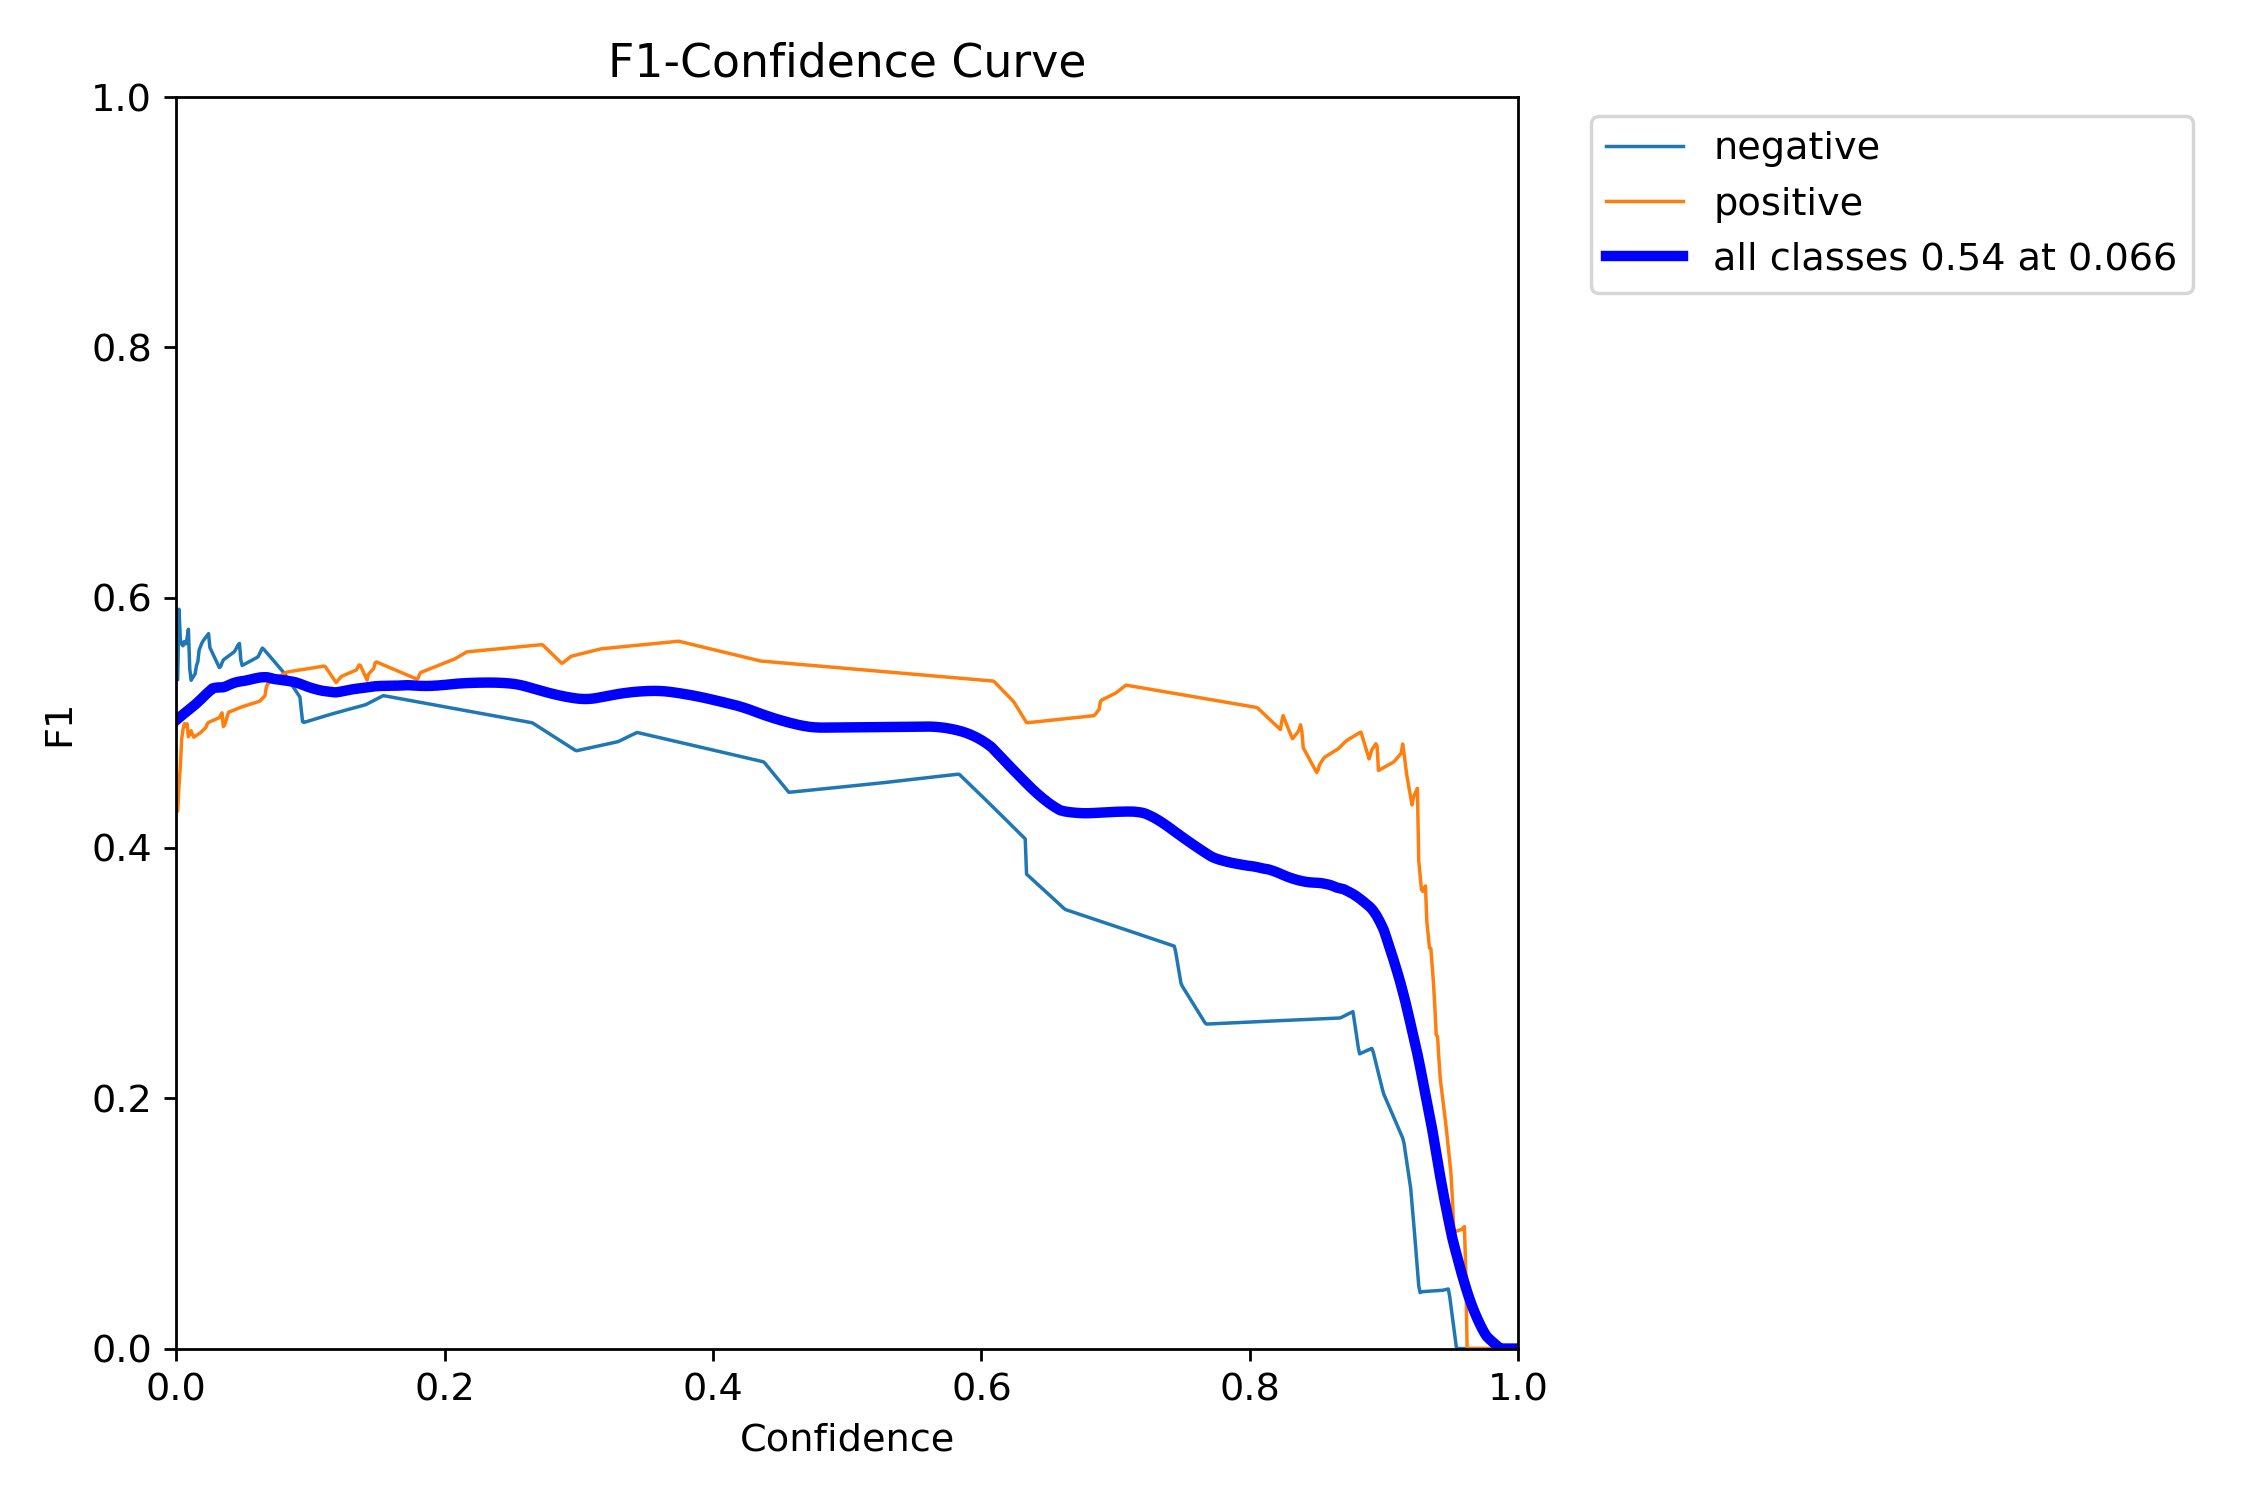 F1-Confidence Curve
1.0
0.8
0.6
0.4
0.2
0.0
F1
0.0 0.2 0.4 0.6 0.8 1.0
Confidence
negative
positive
all classes 0.54 at 0.066